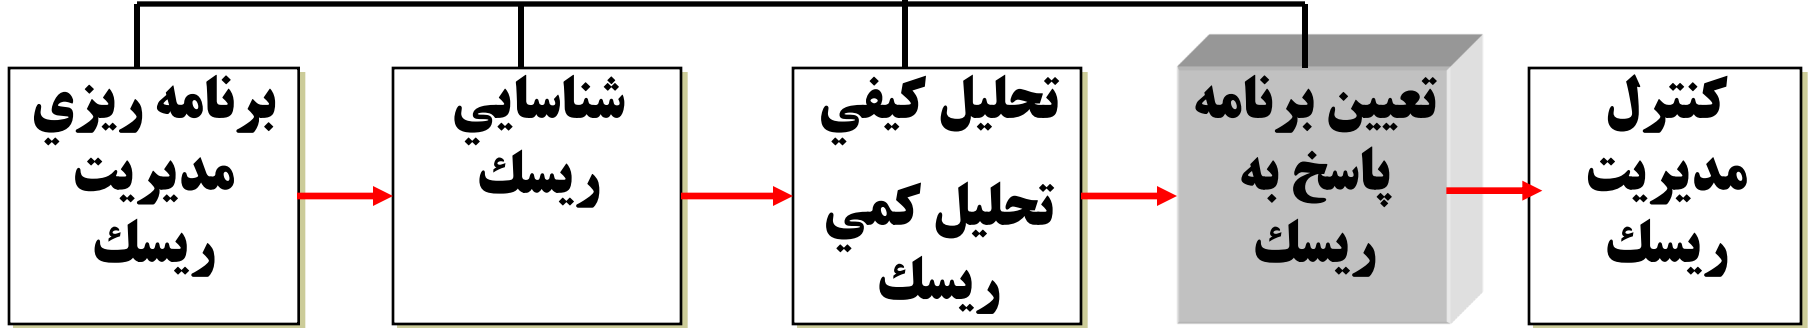 برنامه ريزي
مديريت
ريسك
شناسايي
ريسك
تحليل كيفي
تحليل كمي
ريسك
تعيين برنامه
پاسخ به
ريسك
كنترل
مديريت
ريسك